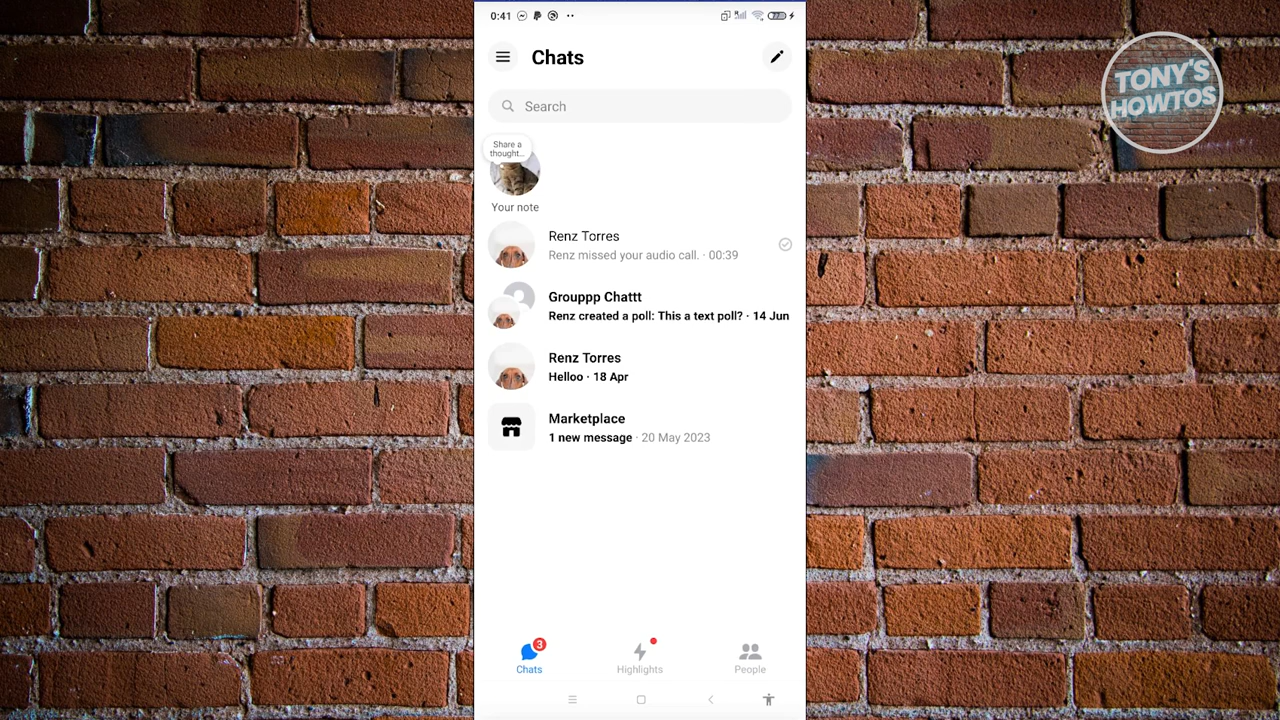 0:41
77
Chats
Search
Share a
thought...
Your note
Renz Torres
Renz missed your audio call. · 00:39
Grouppp Chattt
Renz created a poll: This a text poll? · 14 Jun
Renz Torres
Helloo · 18 Apr
Marketplace
1 new message · 20 May 2023
3
Chats
Highlights
People
TONY'S
HOWTOS